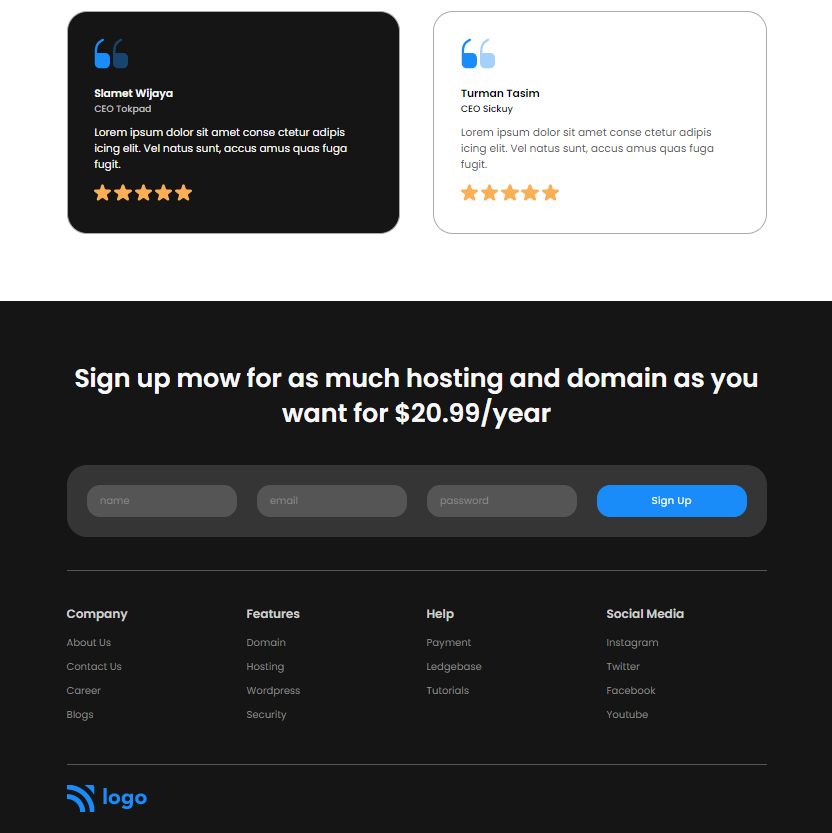 Slamet Wijaya
CEO Tokpad
Lorem ipsum dolor sit amet conse ctetur adipis
icing elit. Vel natus sunt, accus amus quas fuga
fugit.
Turman Tasim
CEO Sickuy
Lorem ipsum dolor sit amet conse ctetur adipis
icing elit. Vel natus sunt, accus amus quas fuga
fugit.
Sign up mow for as much hosting and domain as you
want for $20.99/year
name
email
password
Sign Up
Company
About Us
Contact Us
Career
Blogs
Features
Domain
Hosting
Wordpress
Security
Help
Payment
Ledgebase
Tutorials
Social Media
Instagram
Twitter
Facebook
Youtube
logo